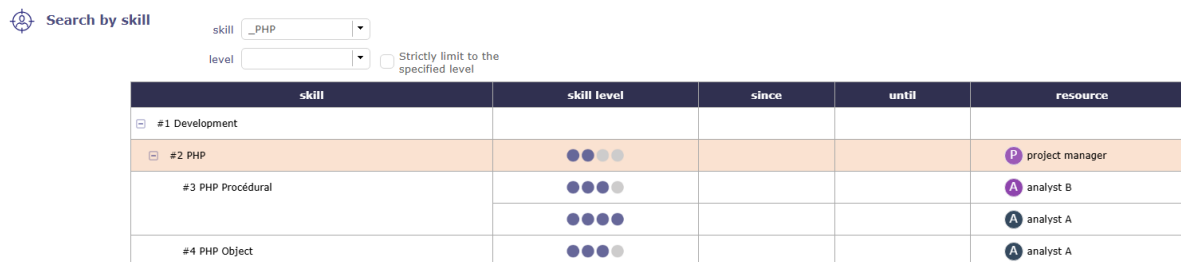 Search by skill
skill _PHP
level
Strictly limit to the
specified level
skill skill level since until resource
#1 Development
#2 PHP P project manager
#3 PHP Procédural A analyst B
A analyst A
#4 PHP Object A analyst A